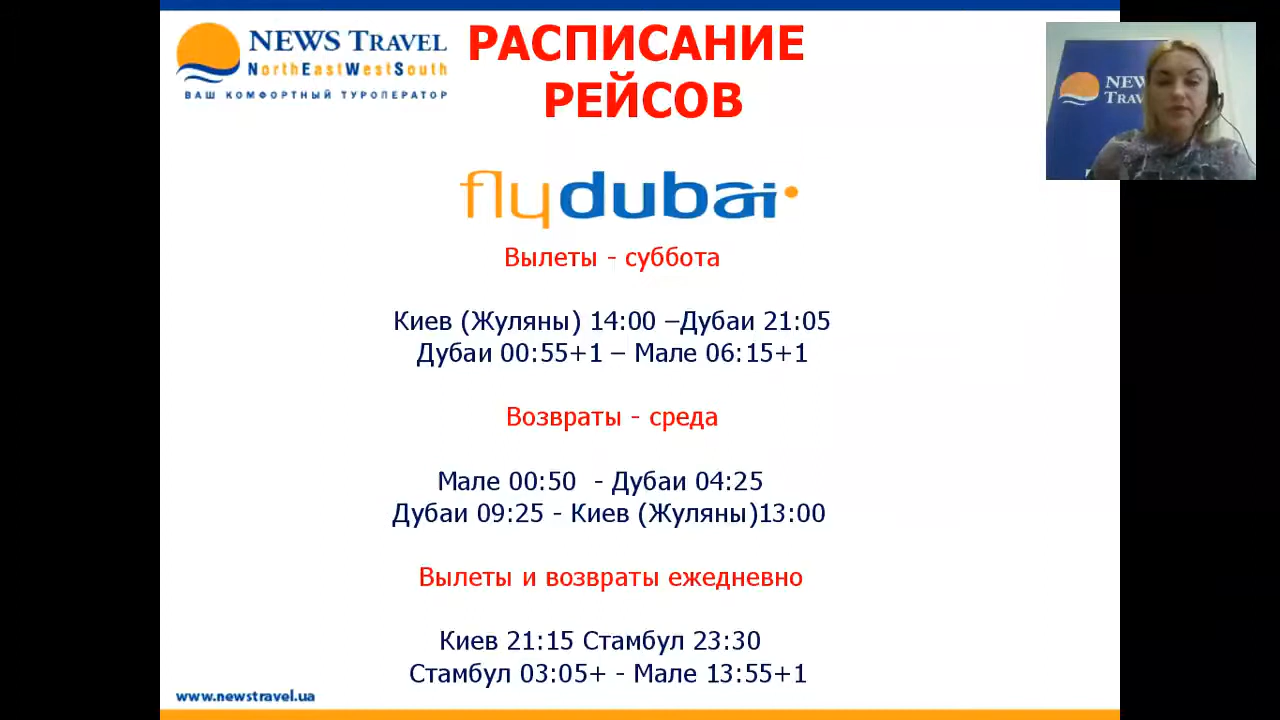 NEWS TRAVEL
NorthEastWestSouth
ВАШ КОМФОРТНЫЙ ТУРОПЕРАТОР
РАСПИСАНИЕ
РЕЙСОВ
NEW
TRAV
flydubai
Вылеты - суббота
Киев (Жуляны) 14:00 –Дубаи 21:05
Дубаи 00:55+1 – Мале 06:15+1
Возвраты - среда
Мале 00:50  - Дубаи 04:25
Дубаи 09:25 - Киев (Жуляны)13:00
Вылеты и возвраты ежедневно
Киев 21:15 Стамбул 23:30
Стамбул 03:05+ - Мале 13:55+1
www.newstravel.ua